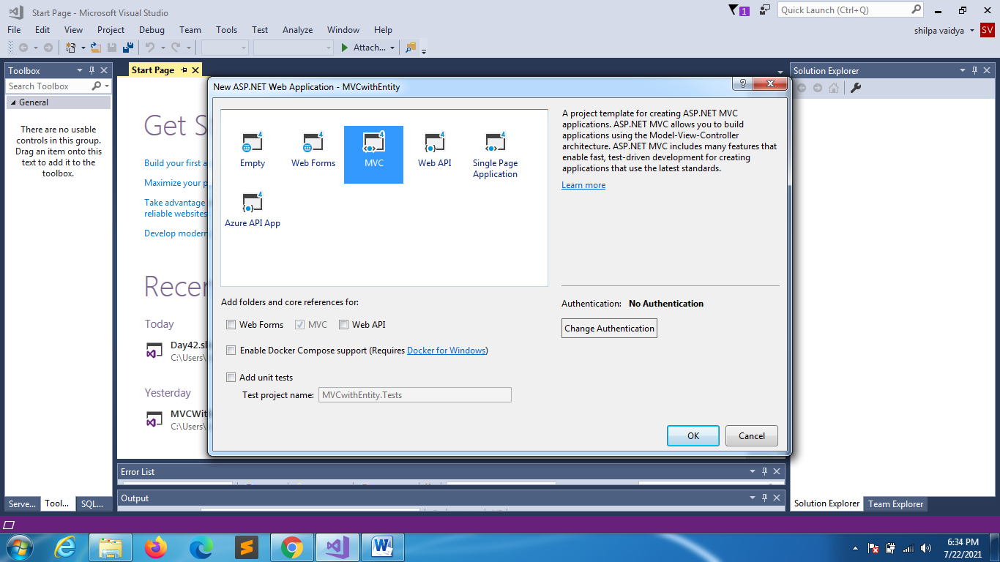 Start Page - Microsoft Visual Studio
1
Quick Launch (Ctrl+Q)
File Edit View Project Debug Team Tools Test Analyze Window Help
shilpa vaidya
SV
Attach...
Toolbox
Start Page
Solution Explorer
Search Toolbox
General
There are no usable
controls in this group.
Drag an item onto this
text to add it to the
toolbox.
Get S
Build your first a
Maximize your p
Take advantage
reliable websites
Develop modern
Recen
Today
Day42.sl
C:\Users\
Yesterday
MVCWit
C:\Users\
New ASP.NET Web Application - MVCwithEntity
?
Empty
Web Forms
MVC
Web API
Single Page
Application
Azure API App
A project template for creating ASP.NET MVC
applications. ASP.NET MVC allows you to build
applications using the Model-View-Controller
architecture. ASP.NET MVC includes many features that
enable fast, test-driven development for creating
applications that use the latest standards.
Learn more
Add folders and core references for:
Web Forms MVC Web API
Enable Docker Compose support (Requires Docker for Windows)
Add unit tests
Test project name: MVCwithEntity.Tests
Authentication: No Authentication
Change Authentication
OK
Cancel
Error List
Output
Serve...
Tool...
SQL...
Solution Explorer
Team Explorer
6:34 PM
7/22/2021